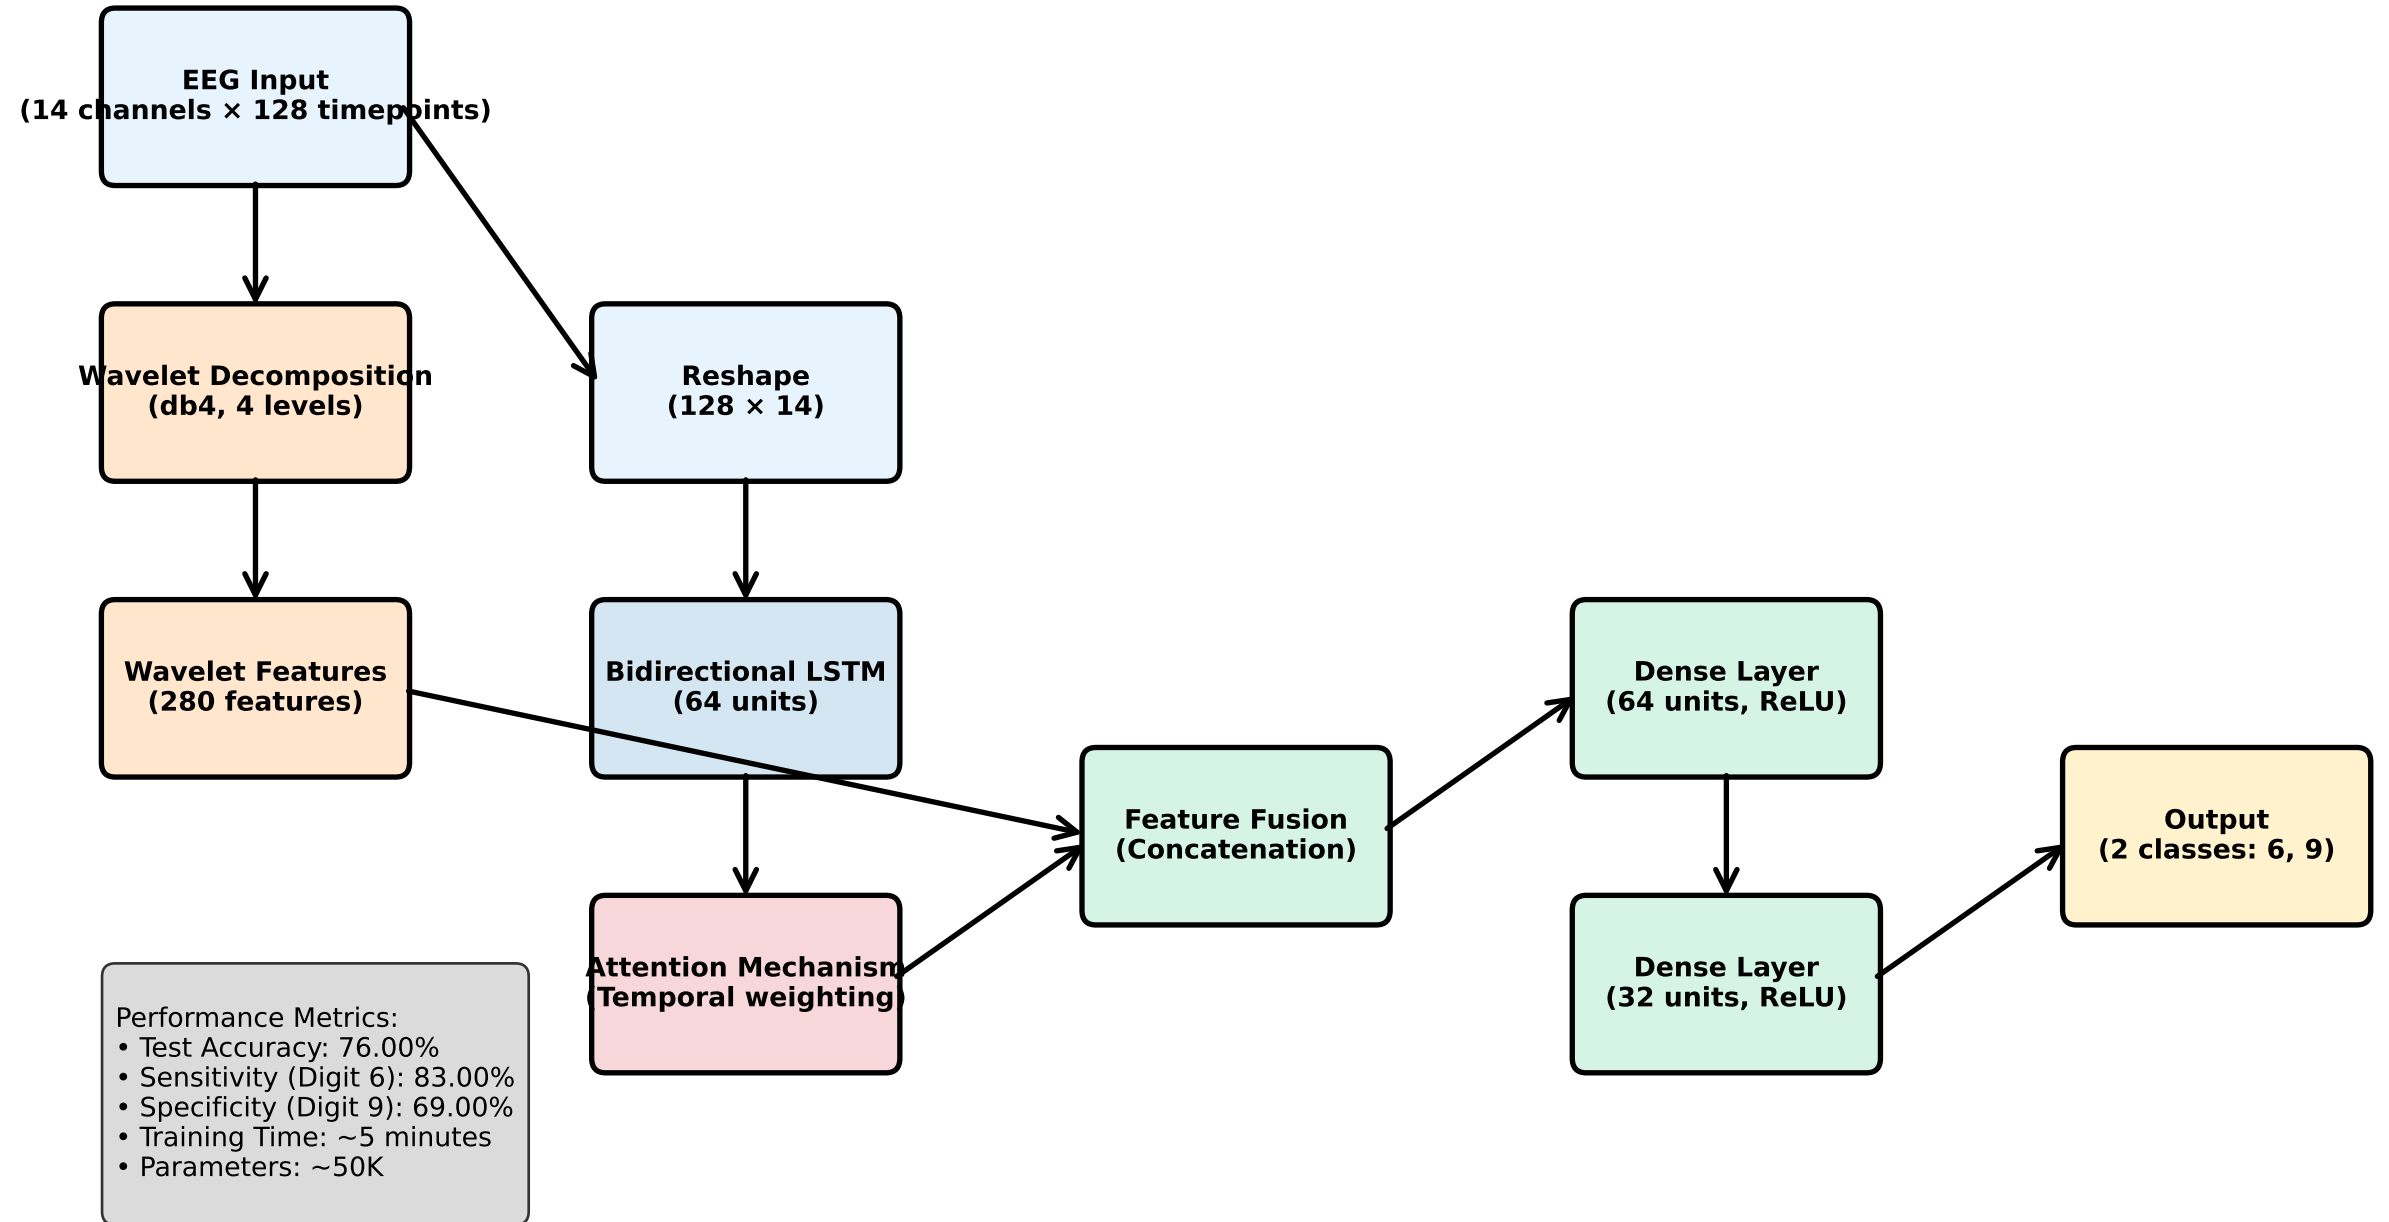 EEG Input
(14 channels × 128 timepoints)
Wavelet Decomposition
(db4, 4 levels)
Reshape
(128 × 14)
Wavelet Features
(280 features)
Bidirectional LSTM
(64 units)
Attention Mechanism
(Temporal weighting)
Feature Fusion
(Concatenation)
Dense Layer
(64 units, ReLU)
Dense Layer
(32 units, ReLU)
Output
(2 classes: 6, 9)
Performance Metrics:
• Test Accuracy: 76.00%
• Sensitivity (Digit 6): 83.00%
• Specificity (Digit 9): 69.00%
• Training Time: ~5 minutes
• Parameters: ~50K